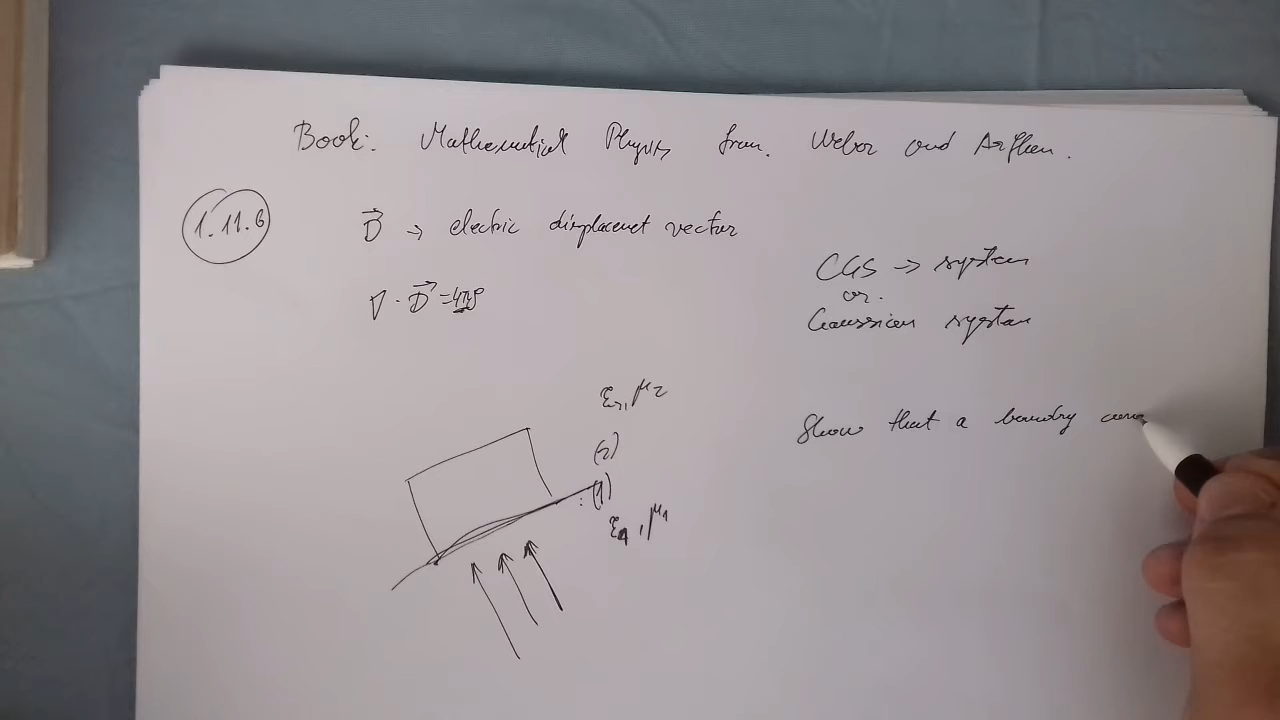 Book: Mathematical Physics from Weber and Arfken.
1.11.6
D⃗ → electric displacement vector
CGS → system
or.
∇ · D⃗ = 4πρ
Gaussian system
ε₂, μ₂
Show that a boundry
(2)
(1)
ε₁, μ₁